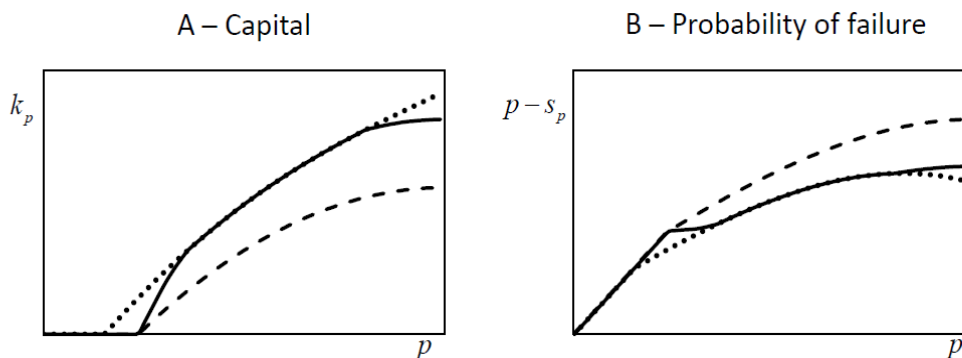 A – Capital
k_p
p
B – Probability of failure
p − s_p
p